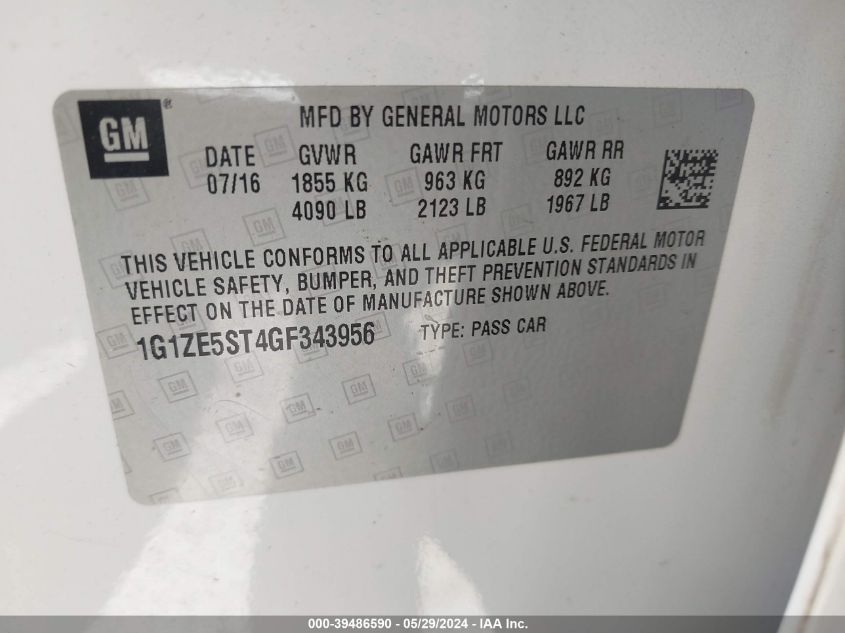 GM ®
MFD BY GENERAL MOTORS LLC
DATE GVWR GAWR FRT GAWR RR
07/16 1855 KG 963 KG 892 KG
4090 LB 2123 LB 1967 LB
THIS VEHICLE CONFORMS TO ALL APPLICABLE U.S. FEDERAL MOTOR
VEHICLE SAFETY, BUMPER, AND THEFT PREVENTION STANDARDS IN
EFFECT ON THE DATE OF MANUFACTURE SHOWN ABOVE.
1G1ZE5ST4GF343956 TYPE: PASS CAR
000-39486590 - 05/29/2024 - IAA Inc.